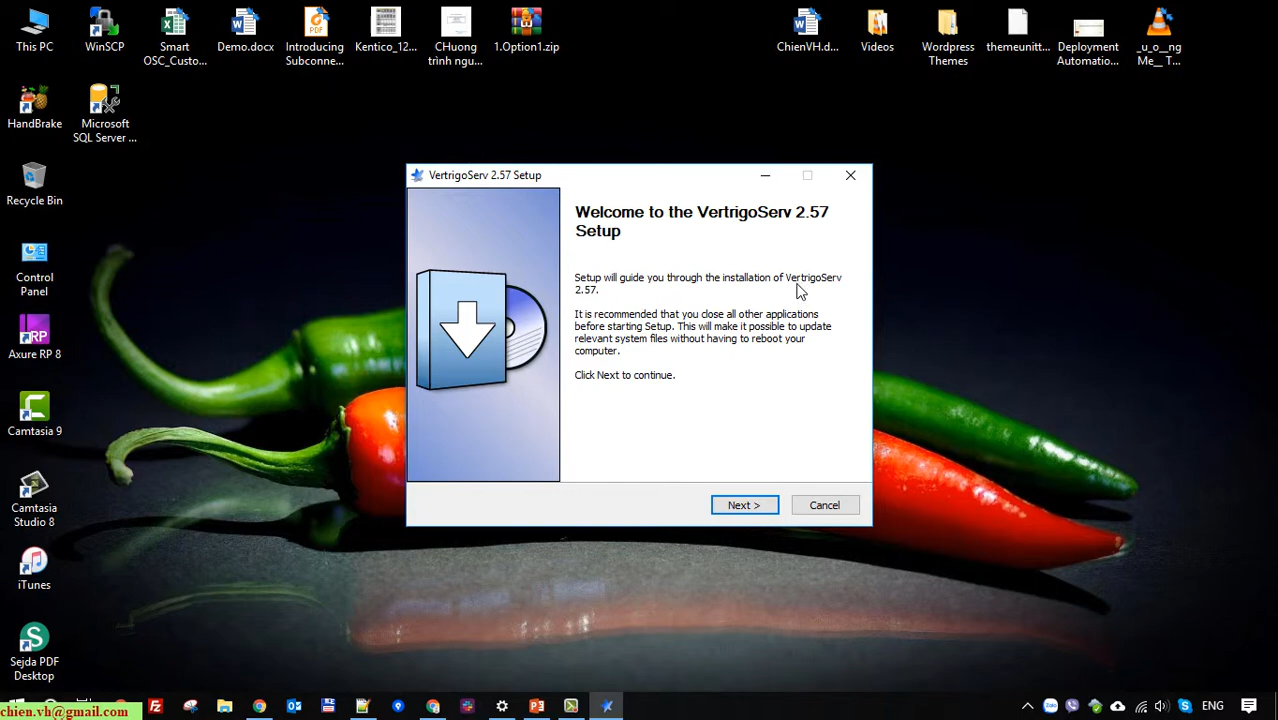 This PC
WinSCP
Smart
OSC_Custo...
Demo.docx
Introducing
Subconne...
Kentico_12...
CHuong
trình ngu...
1.Option1.zip
ChienVH.d...
Videos
Wordpress
Themes
themeunitt...
Deployment
Automatio...
_u_o__ng
Me__ T...
HandBrake
Microsoft
SQL Server ...
Recycle Bin
Control
Panel
Axure RP 8
Camtasia 9
Camtasia
Studio 8
iTunes
Sejda PDF
Desktop
VertrigoServ 2.57 Setup
Welcome to the VertrigoServ 2.57
Setup
Setup will guide you through the installation of VertrigoServ
2.57.
It is recommended that you close all other applications
before starting Setup. This will make it possible to update
relevant system files without having to reboot your
computer.
Click Next to continue.
Next >
Cancel
chien.vh@gmail.com
ENG